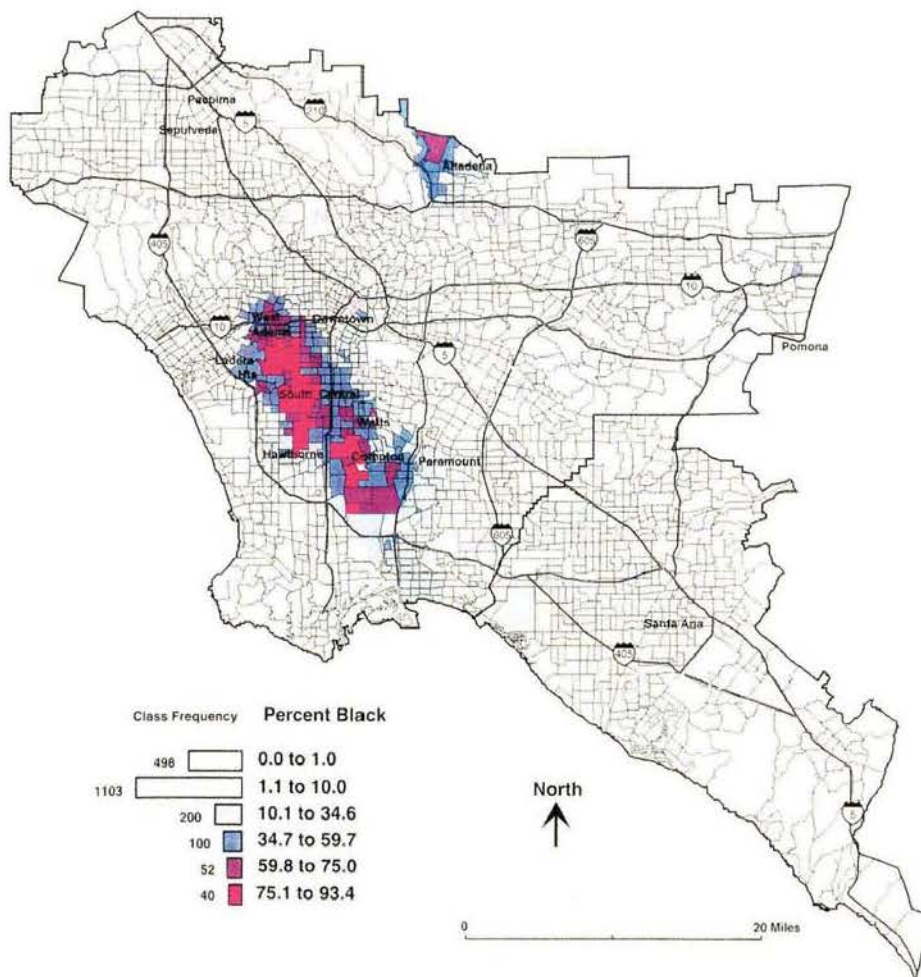 Pacoima
Sepulveda
5
210
Altadena
405
605
10
West
Adams
Downtown
10
5
Pomona
Ladera
Hts
South Central
Watts
Hawthorne
Compton
Paramount
605
Santa Ana
405
5
Class Frequency Percent Black
498 0.0 to 1.0
1103 1.1 to 10.0
200 10.1 to 34.6
100 34.7 to 59.7
52 59.8 to 75.0
40 75.1 to 93.4
North
0 20 Miles